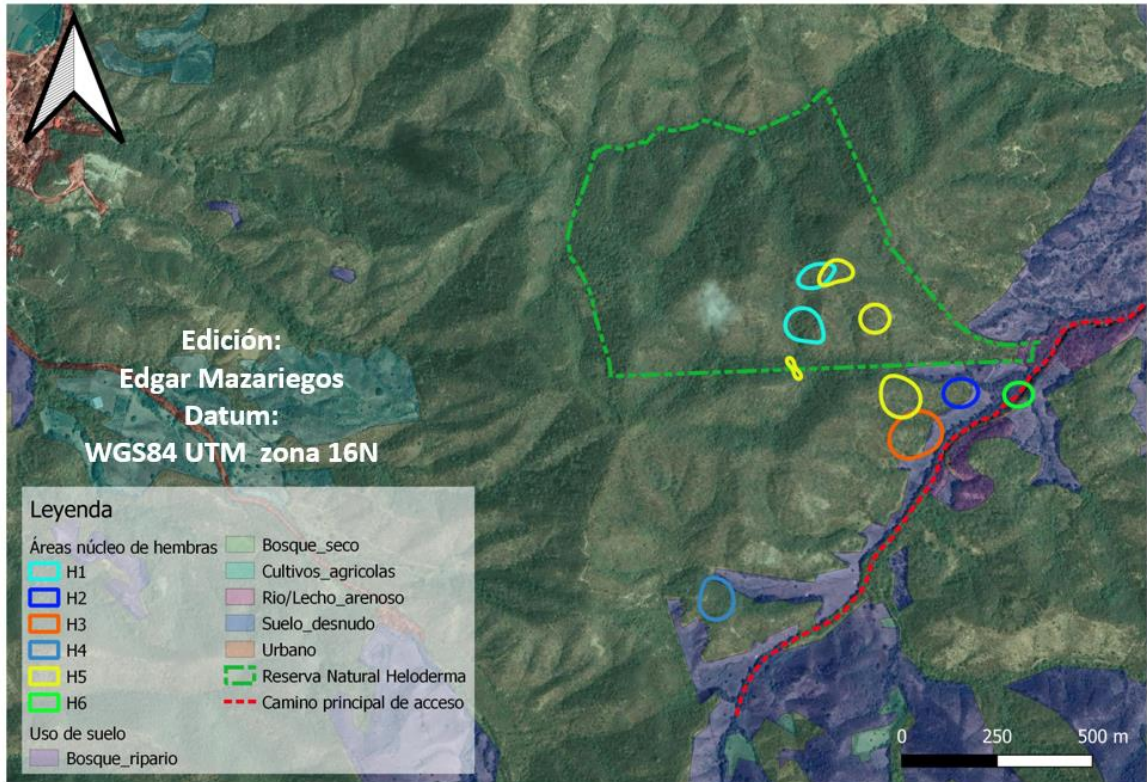 Edición:
Edgar Mazariegos
Datum:
WGS84 UTM zona 16N
Leyenda
Áreas núcleo de hembras
H1
H2
H3
H4
H5
H6
Uso de suelo
Bosque_ripario
Bosque_seco
Cultivos_agricolas
Rio/Lecho_arenoso
Suelo_desnudo
Urbano
Reserva Natural Heloderma
Camino principal de acceso
0 250 500 m